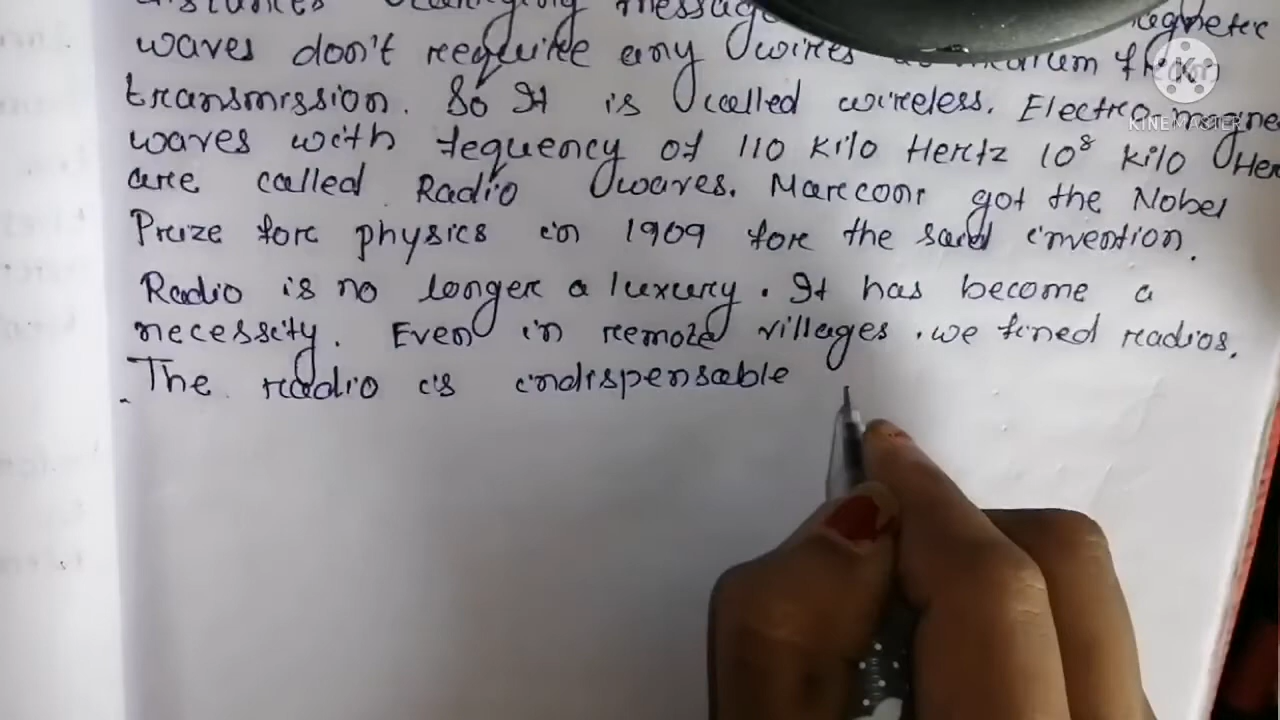 message
waves don't require any wires medium for
transmission. So It is called wireless. Electro magne
waves with fequency of 110 Kilo Hertz 10⁸ Kilo Her
are called Radio waves. Marconi got the Nobel
Prize for physics in 1909 for the said invention.
Radio is no longer a luxury. It has become a
necessity. Even in remote villages, we fined radios.
The radio is indispensable
KINEMASTER